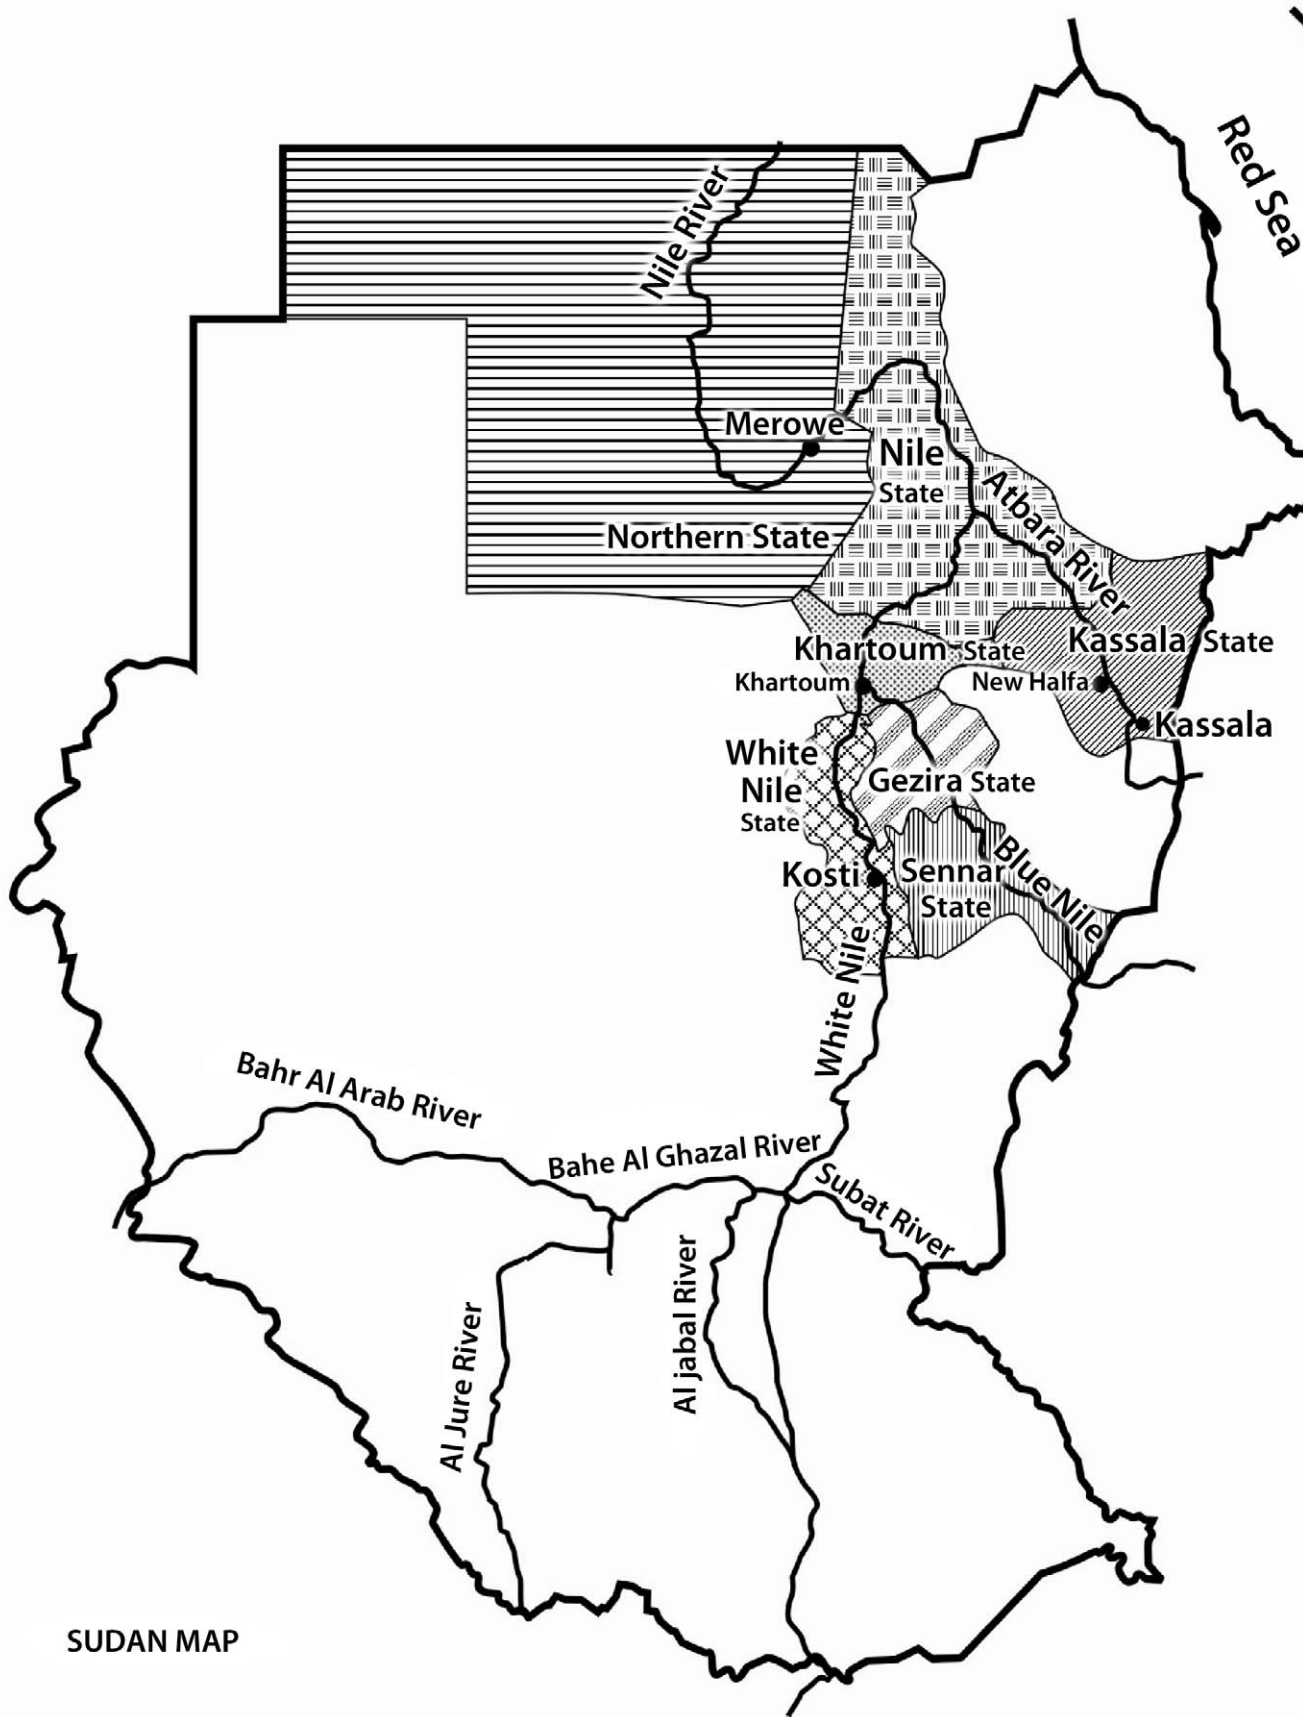 Red Sea
Nile River
Merowe
Nile
State
Atbara River
Northern State
Khartoum State
Kassala State
Khartoum
New Halfa
Kassala
White
Nile
State
Gezira State
Blue Nile
Kosti
Sennar
State
White Nile
Bahr Al Arab River
Bahe Al Ghazal River
Subat River
Al jabal River
Al Jure River
SUDAN MAP